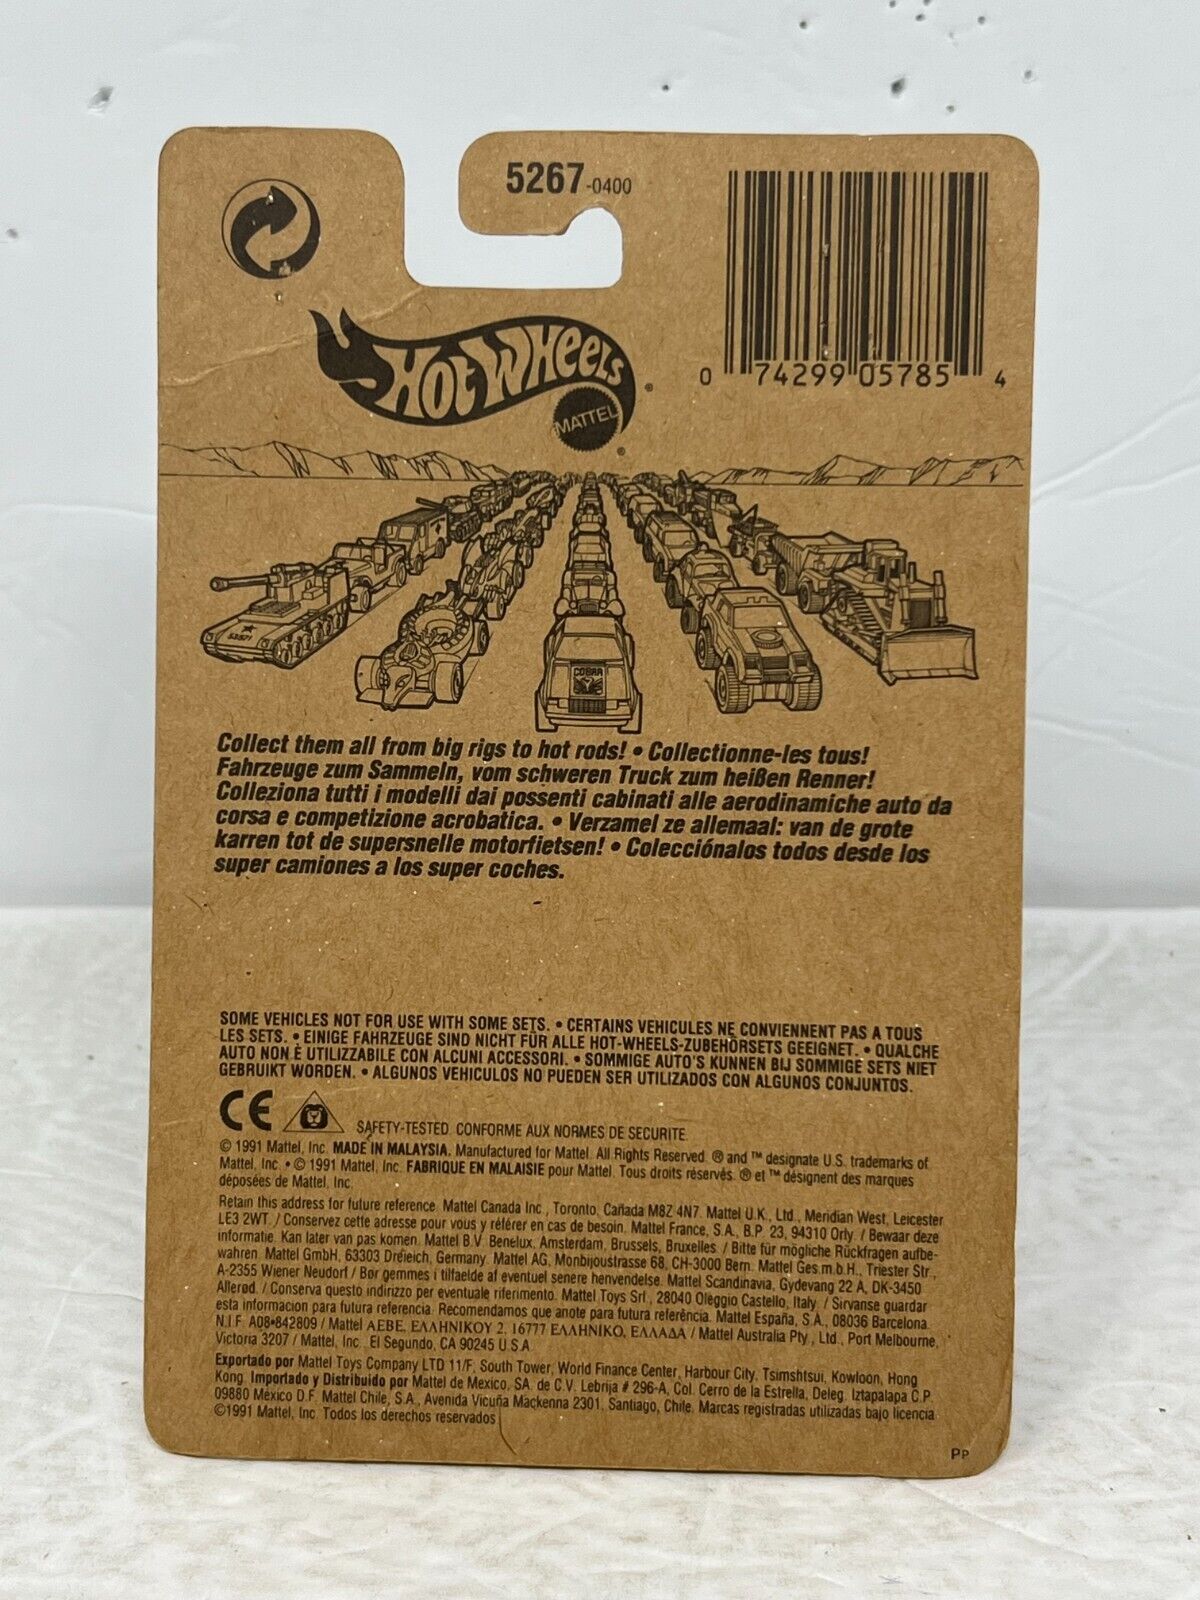 5267-0400
HOT WHEELS ®
MATTEL ®
0 74299 05785 4
53571
COBRA
Collect them all from big rigs to hot rods! • Collectionne-les tous!
Fahrzeuge zum Sammeln, vom schweren Truck zum heißen Renner!
Colleziona tutti i modelli dai possenti cabinati alle aerodinamiche auto da
corsa e competizione acrobatica. • Verzamel ze allemaal: van de grote
karren tot de supersnelle motorfietsen! • Colecciónalos todos desde los
super camiones a los super coches.
SOME VEHICLES NOT FOR USE WITH SOME SETS. • CERTAINS VEHICULES NE CONVIENNENT PAS A TOUS
LES SETS. • EINIGE FAHRZEUGE SIND NICHT FÜR ALLE HOT-WHEELS-ZUBEHÖRSETS GEEIGNET. • QUALCHE
AUTO NON È UTILIZZABILE CON ALCUNI ACCESSORI. • SOMMIGE AUTO'S KUNNEN BIJ SOMMIGE SETS NIET
GEBRUIKT WORDEN. • ALGUNOS VEHICULOS NO PUEDEN SER UTILIZADOS CON ALGUNOS CONJUNTOS.
CE SAFETY-TESTED. CONFORME AUX NORMES DE SECURITE.
© 1991 Mattel, Inc. MADE IN MALAYSIA. Manufactured for Mattel. All Rights Reserved. ® and ™ designate U.S. trademarks of
Mattel, Inc. • © 1991 Mattel, Inc. FABRIQUE EN MALAISIE pour Mattel. Tous droits réservés. ® et ™ désignent des marques
déposées de Mattel, Inc.
Retain this address for future reference. Mattel Canada Inc., Toronto, Canada M8Z 4N7. Mattel U.K., Ltd., Meridian West, Leicester
LE3 2WT. / Conservez cette adresse pour vous y référer en cas de besoin. Mattel France, S.A., B.P. 23, 94310 Orly. / Bewaar deze
informatie. Kan later van pas komen. Mattel B.V. Benelux, Amsterdam, Brussels, Bruxelles. / Bitte für mögliche Rückfragen aufbe-
wahren. Mattel GmbH, 63303 Dreieich, Germany. Mattel AG, Monbijoustrasse 68, CH-3000 Bern. Mattel Ges.m.b.H., Triester Str.,
A-2355 Wiener Neudorf / Bør gemmes i tilfaelde af eventuel senere henvendelse. Mattel Scandinavia, Gydevang 22 A, DK-3450
Allerød. / Conserva questo indirizzo per eventuale riferimento. Mattel Toys Srl., 28040 Oleggio Castello, Italy. / Sirvanse guardar
esta informacion para futura referencia. Recomendamos que anote para futura referência. Mattel España, S.A., 08036 Barcelona.
N.I.F. A08•842809 / Mattel AEBE, ΕΛΛΗΝΙΚΟΥ 2, 16777 ΕΛΛΗΝΙΚΟ, ΕΛΛΑΔΑ / Mattel Australia Pty., Ltd., Port Melbourne,
Victoria 3207 / Mattel, Inc. El Segundo, CA 90245 U.S.A.
Exportado por Mattel Toys Company LTD 11/F, South Tower, World Finance Center, Harbour City, Tsimshtsui, Kowloon, Hong
Kong. Importado y Distribuido por Mattel de Mexico, SA. de C.V. Lebrija # 296-A, Col. Cerro de la Estrella, Deleg. Iztapalapa C.P.
09880 México D.F. Mattel Chile, S.A., Avenida Vicuña Mackenna 2301, Santiago, Chile. Marcas registradas utilizadas bajo licencia.
©1991 Mattel, Inc. Todos los derechos reservados.
PP